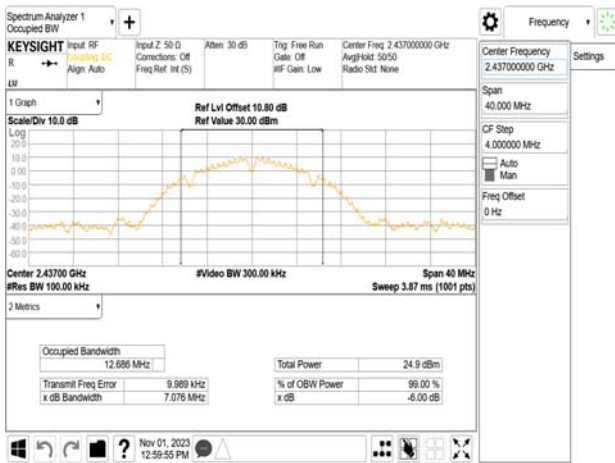 Spectrum Analyzer 1
Occupied BW
Frequency
KEYSIGHT
R
Input: RF
Coupling: DC
Align: Auto
Input Z: 50 Ω
Corrections: Off
Freq Ref: Int (S)
Atten: 30 dB
Trig: Free Run
Gate: Off
#IF Gain: Low
Center Freq: 2.437000000 GHz
Avg|Hold: 50/50
Radio Std: None
Center Frequency
2.437000000 GHz
Settings
Span
40.000 MHz
CF Step
4.000000 MHz
Auto
Man
Freq Offset
0 Hz
1 Graph
Scale/Div 10.0 dB
Ref Lvl Offset 10.80 dB
Ref Value 30.00 dBm
Log
20.0
10.0
0.00
-10.0
-20.0
-30.0
-40.0
-50.0
-60.0
Center 2.43700 GHz
#Res BW 100.00 kHz
#Video BW 300.00 kHz
Span 40 MHz
Sweep 3.87 ms (1001 pts)
2 Metrics
Occupied Bandwidth
12.686 MHz
Total Power 24.9 dBm
Transmit Freq Error 9.989 kHz
% of OBW Power 99.00 %
x dB Bandwidth 7.076 MHz
x dB -6.00 dB
?
Nov 01, 2023
12:59:55 PM